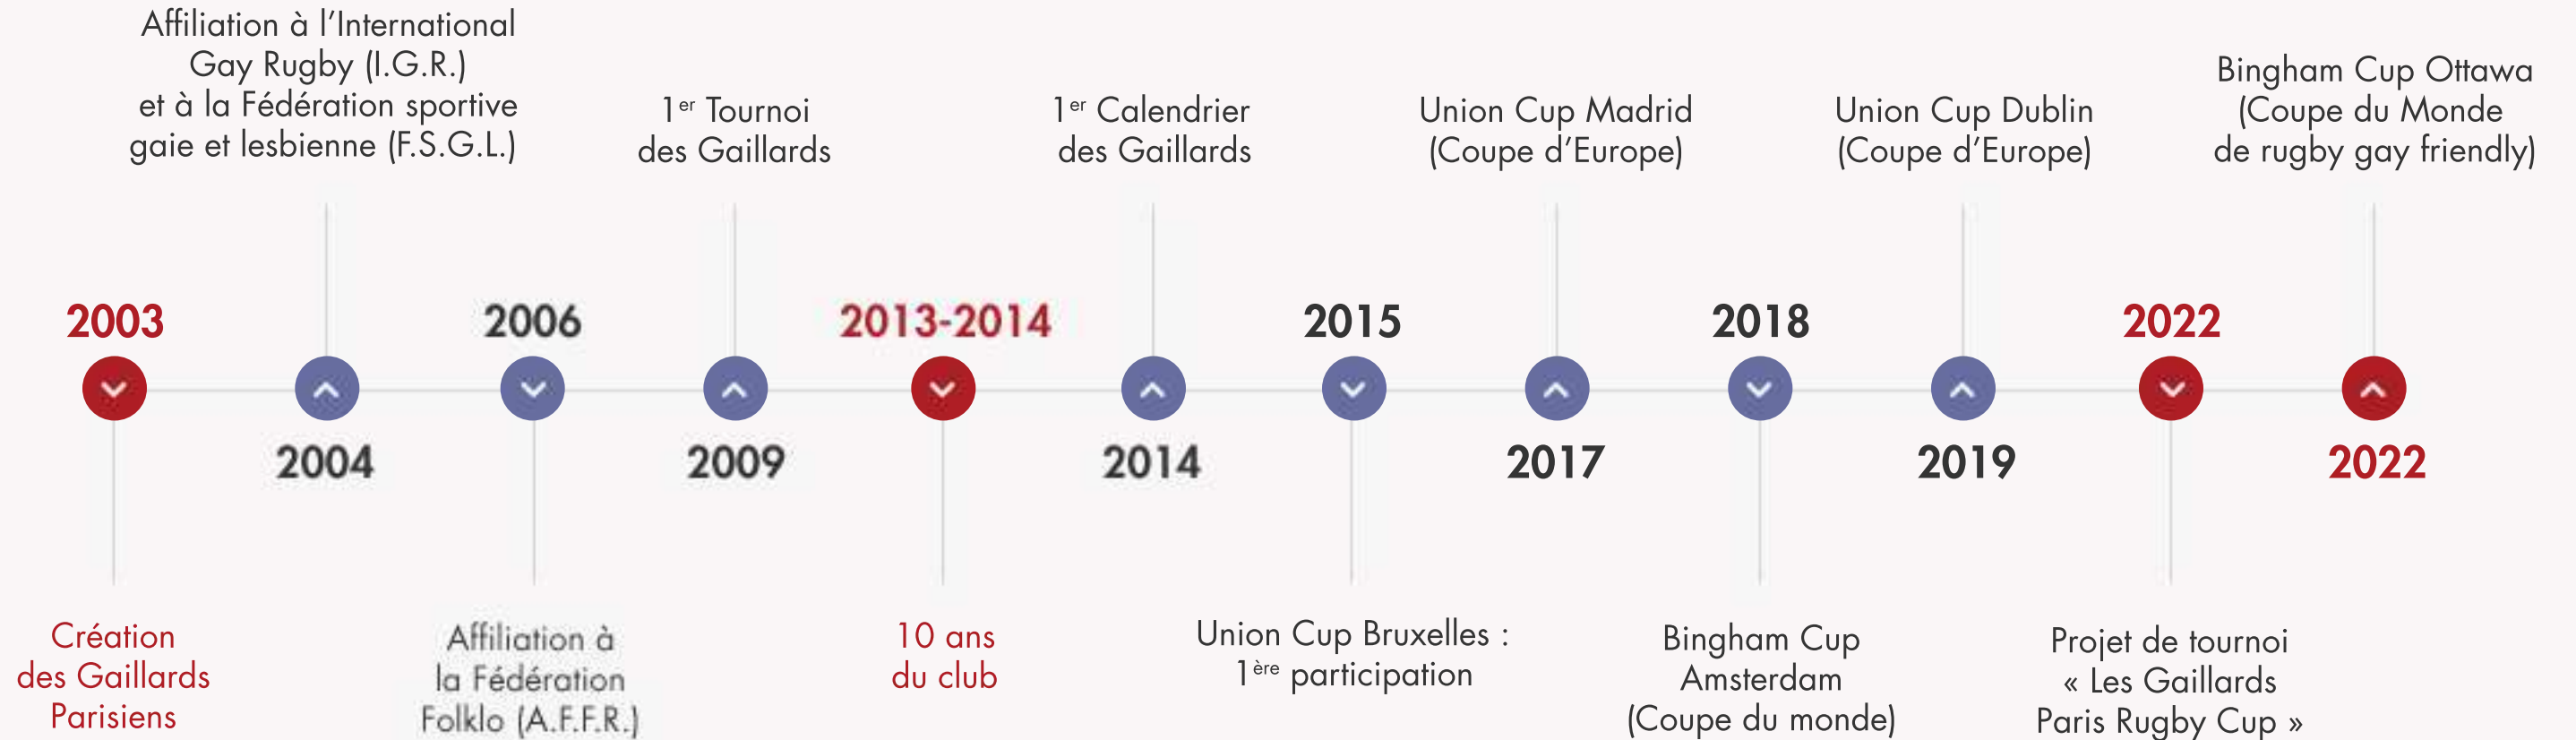 Affiliation à l’International
Gay Rugby (I.G.R.)
et à la Fédération sportive
gaie et lesbienne (F.S.G.L.)
1er Tournoi
des Gaillards
1er Calendrier
des Gaillards
Union Cup Madrid
(Coupe d’Europe)
Union Cup Dublin
(Coupe d’Europe)
Bingham Cup Ottawa
(Coupe du Monde
de rugby gay friendly)
2003
2006
2013-2014
2015
2018
2022
2004
2009
2014
2017
2019
2022
Création
des Gaillards
Parisiens
Affiliation à
la Fédération
Folklo (A.F.F.R.)
10 ans
du club
Union Cup Bruxelles :
1ère participation
Bingham Cup
Amsterdam
(Coupe du monde)
Projet de tournoi
« Les Gaillards
Paris Rugby Cup »